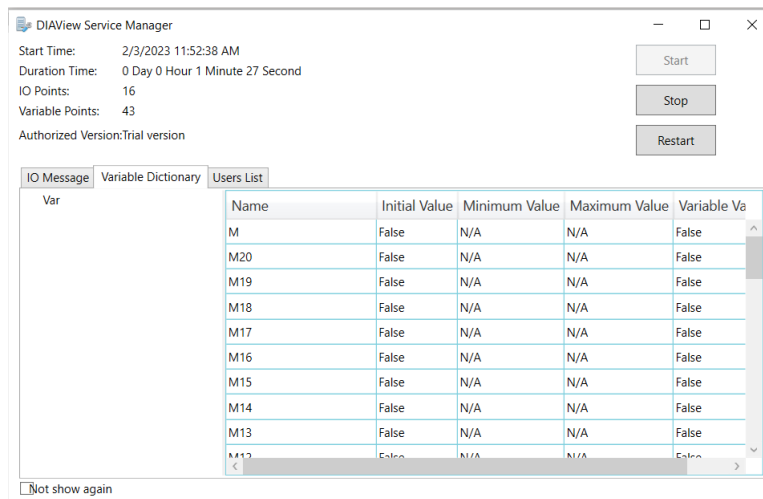 DIAView Service Manager
Start Time: 2/3/2023 11:52:38 AM
Start
Duration Time: 0 Day 0 Hour 1 Minute 27 Second
IO Points: 16
Stop
Variable Points: 43
Authorized Version:Trial version
Restart
IO Message Variable Dictionary Users List
Var
Name Initial Value Minimum Value Maximum Value Variable Va
M False N/A N/A False
M20 False N/A N/A False
M19 False N/A N/A False
M18 False N/A N/A False
M17 False N/A N/A False
M16 False N/A N/A False
M15 False N/A N/A False
M14 False N/A N/A False
M13 False N/A N/A False
M12 False N/A N/A False
Not show again